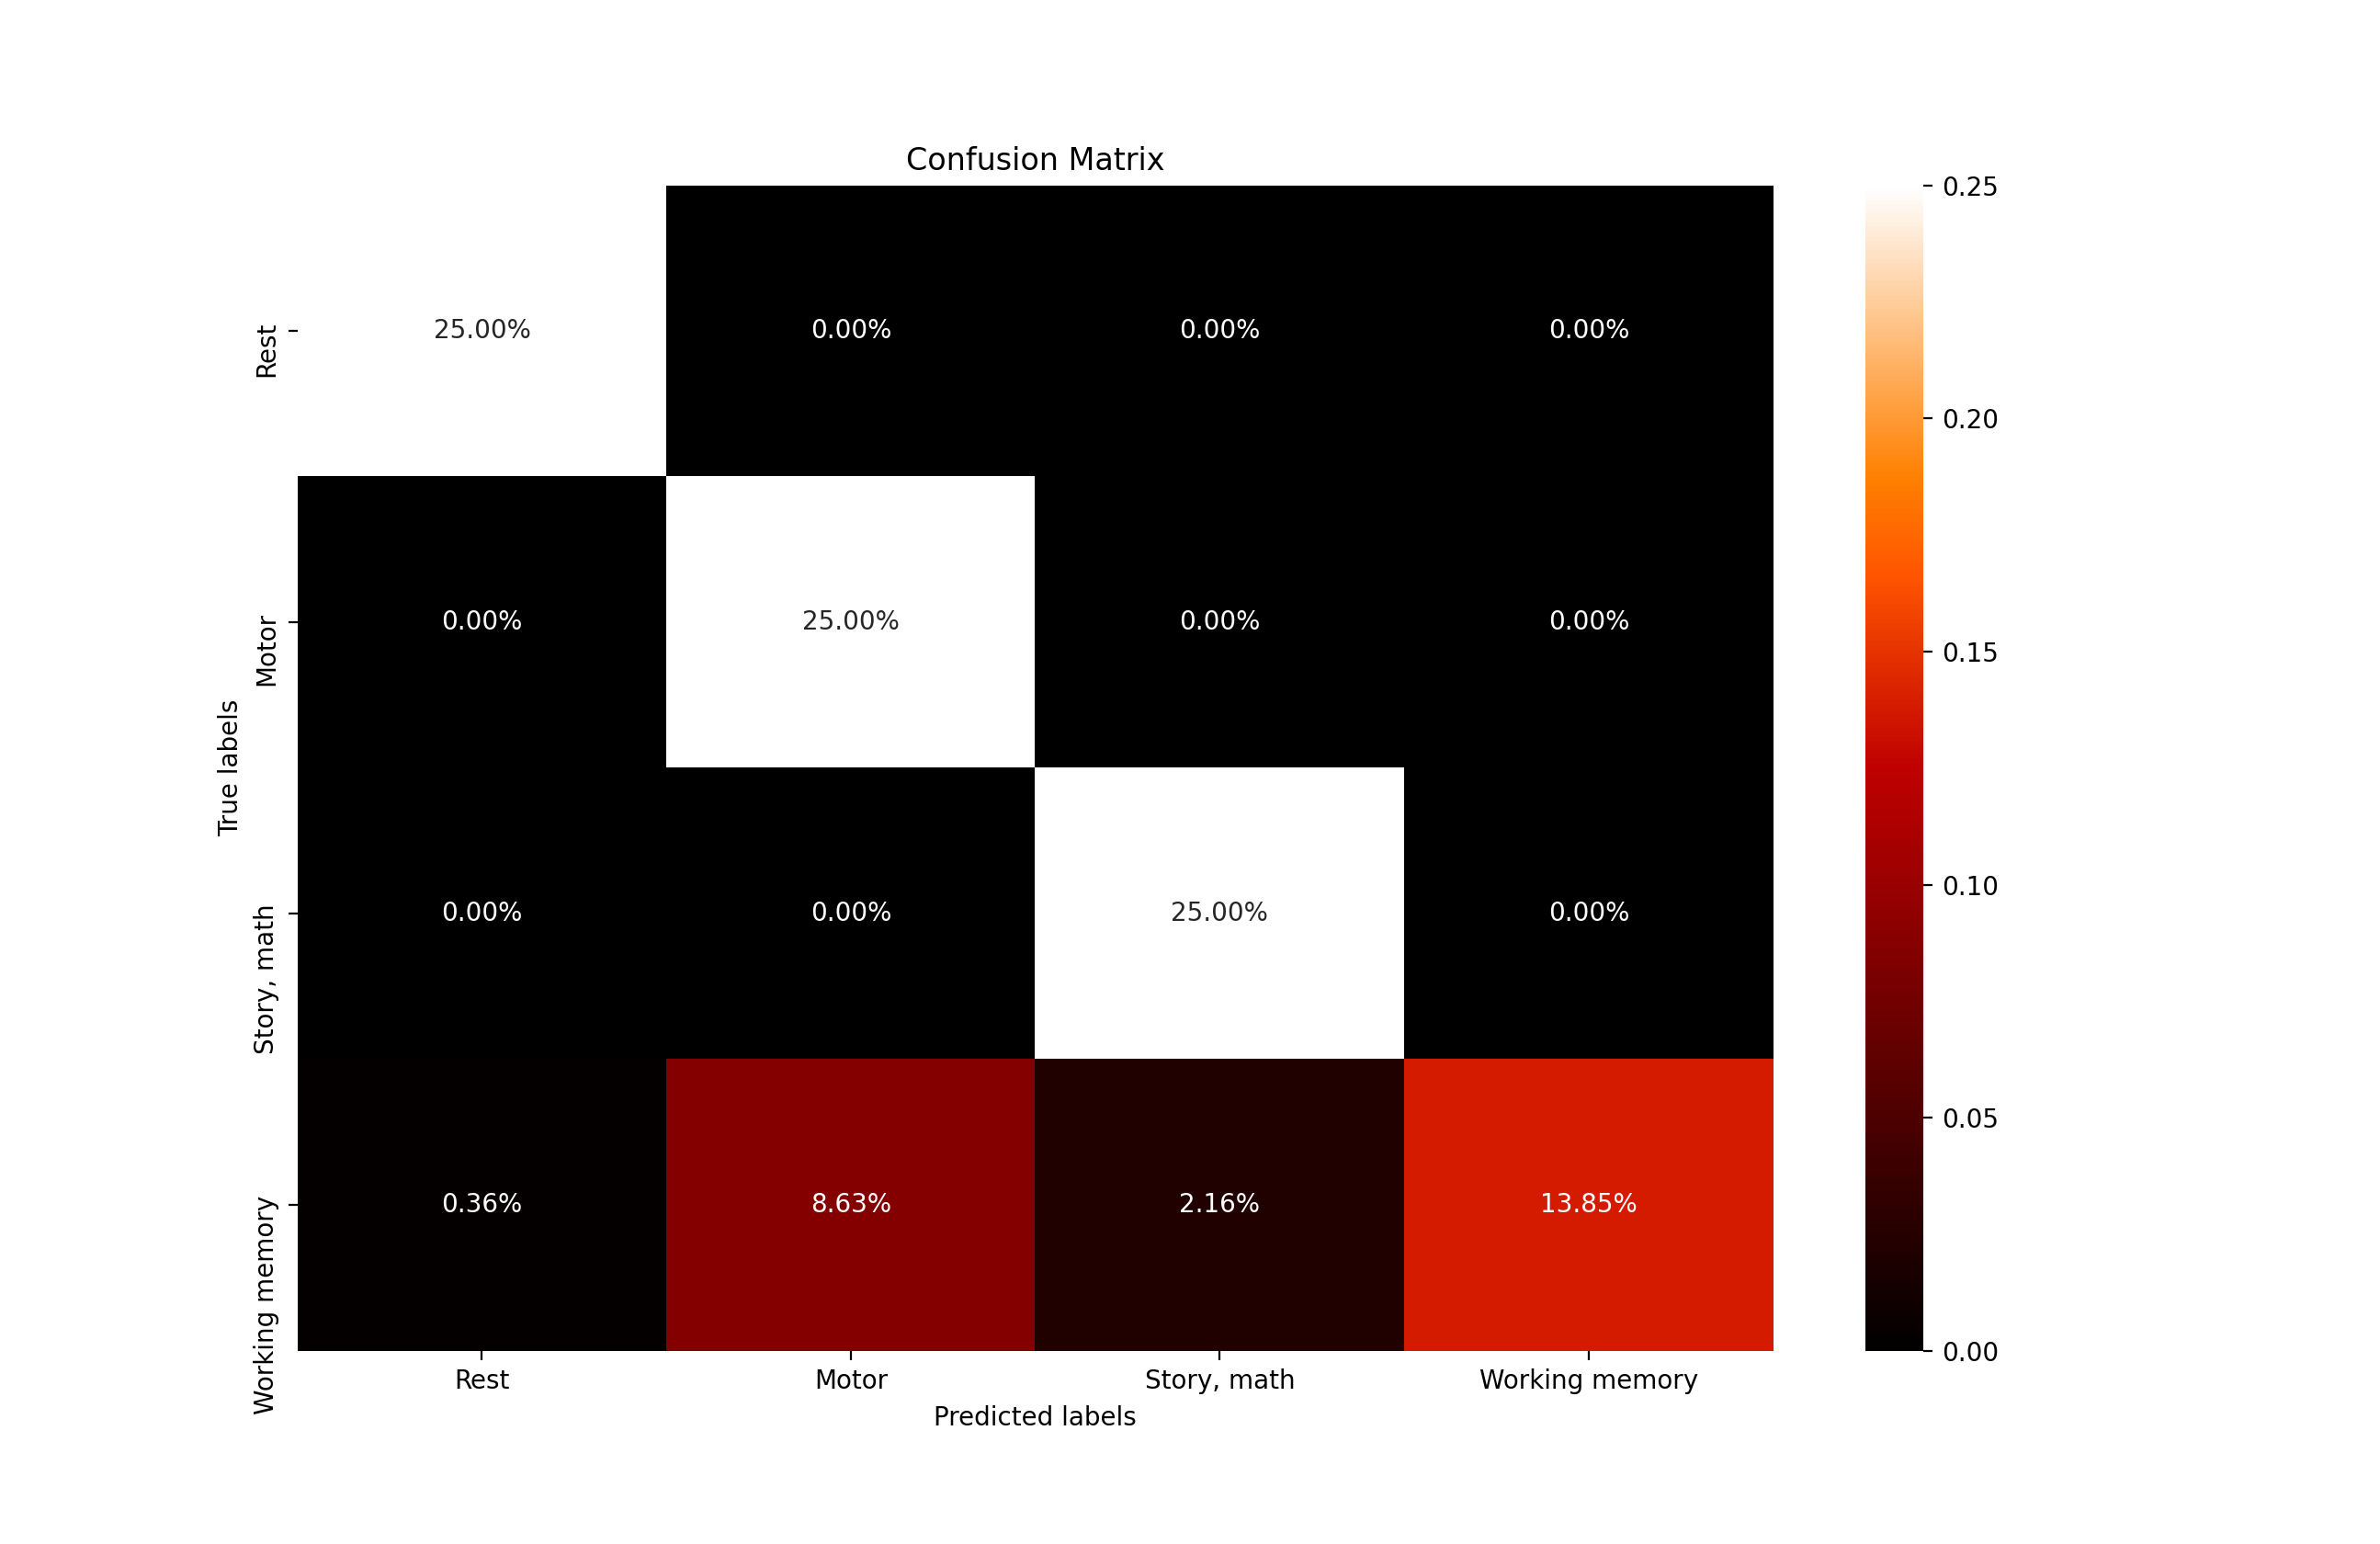 Confusion Matrix
True labels
Rest
25.00% 0.00% 0.00% 0.00%
Motor
0.00% 25.00% 0.00% 0.00%
Story, math
0.00% 0.00% 25.00% 0.00%
Working memory
0.36% 8.63% 2.16% 13.85%
Rest Motor Story, math Working memory
Predicted labels
0.25
0.20
0.15
0.10
0.05
0.00